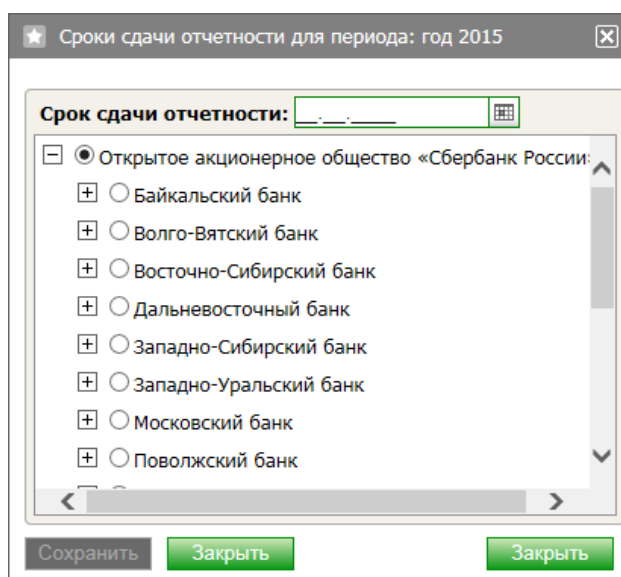 Сроки сдачи отчетности для периода: год 2015
Срок сдачи отчетности: __.__.____
Открытое акционерное общество «Сбербанк России»
Байкальский банк
Волго-Вятский банк
Восточно-Сибирский банк
Дальневосточный банк
Западно-Сибирский банк
Западно-Уральский банк
Московский банк
Поволжский банк
Сохранить Закрыть Закрыть